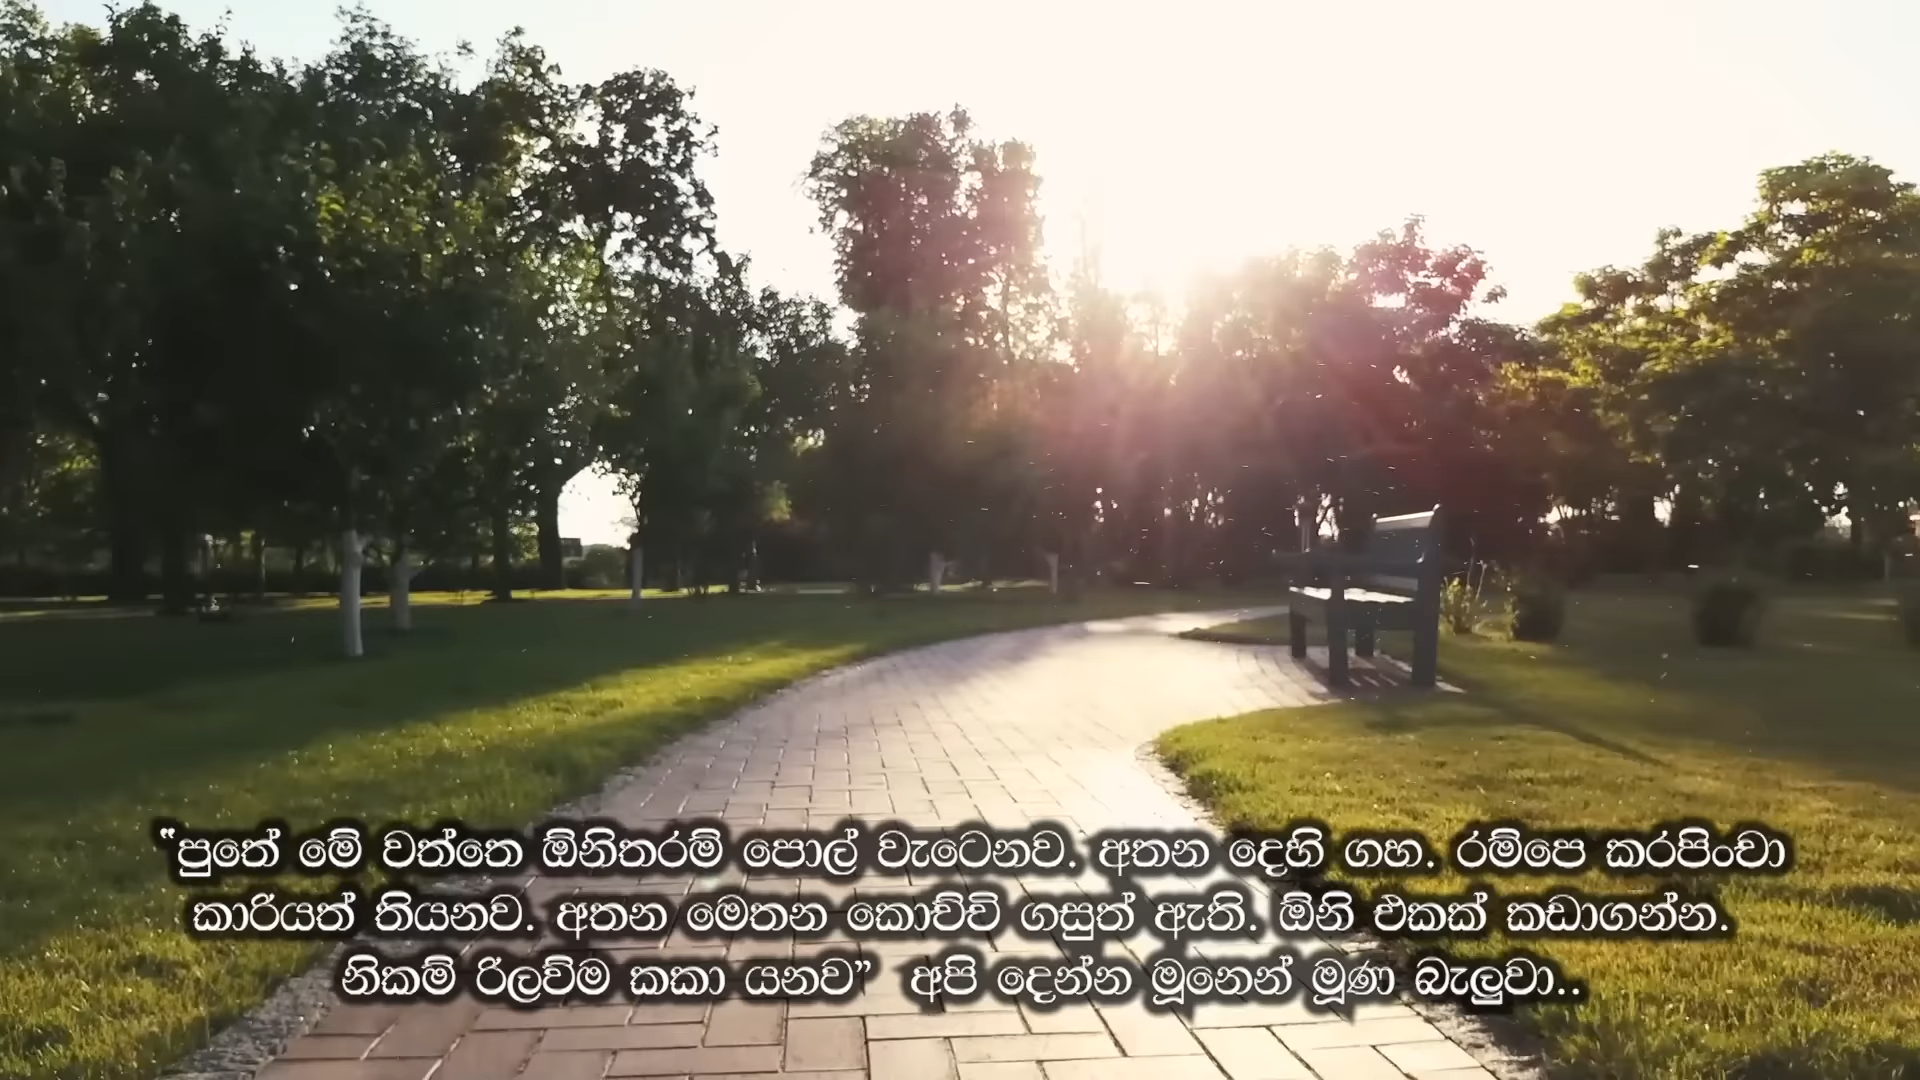 “පුතේ මේ වත්තෙ ඕනිතරම් පොල් වැටෙනව. අතන දෙහි ගහ. රම්පෙ කරපිංචා
කාරියත් තියනව. අතන මෙතන කොච්චි ගසුත් ඇති. ඕනි එකක් කඩාගන්න.
නිකම් රිලව්ම කකා යනව” අපි දෙන්න මූනෙන් මූණ බැලුවා..